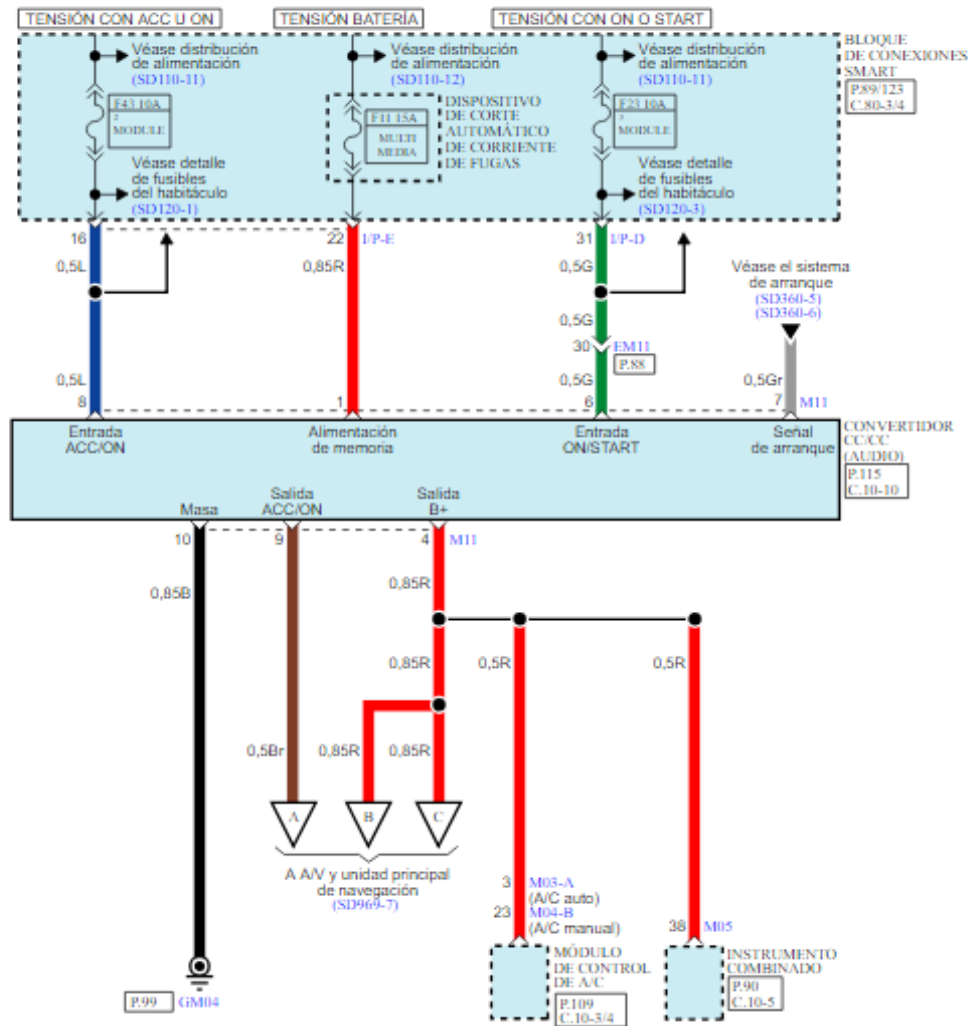 TENSIÓN CON ACC U ON
TENSIÓN BATERÍA
TENSIÓN CON ON O START
Véase distribución
de alimentación
(SD110-11)
Véase distribución
de alimentación
(SD110-12)
Véase distribución
de alimentación
(SD110-11)
BLOQUE
DE CONEXIONES
SMART
P.89/123
C.80-3/4
F43 10A
2
MODULE
F11 15A
MULTI
MEDIA
DISPOSITIVO
DE CORTE
AUTOMÁTICO
DE CORRIENTE
DE FUGAS
F23 10A
3
MODULE
Véase detalle
de fusibles
del habitáculo
(SD120-1)
Véase detalle
de fusibles
del habitáculo
(SD120-3)
16
22 I/P-E
31 I/P-D
0,5L
0,85R
0,5G
Véase el sistema
de arranque
(SD360-5)
(SD360-6)
0,5G
30 EM11
P.88
0,5L
0,5G
0,5Gr
8
1
6
7 M11
Entrada
ACC/ON
Alimentación
de memoria
Entrada
ON/START
Señal
de arranque
CONVERTIDOR
CC/CC
(AUDIO)
P.115
C.10-10
Masa
Salida
ACC/ON
Salida
B+
10
9
4 M11
0,85B
0,85R
0,85R
0,5R
0,5R
0,5Br
0,85R
0,85R
A
B
C
A A/V y unidad principal
de navegación
(SD969-7)
3 M03-A
(A/C auto)
23 M04-B
(A/C manual)
38 M05
MÓDULO
DE CONTROL
DE A/C
P.109
C.10-3/4
INSTRUMENTO
COMBINADO
P.90
C.10-5
P.99 GM04